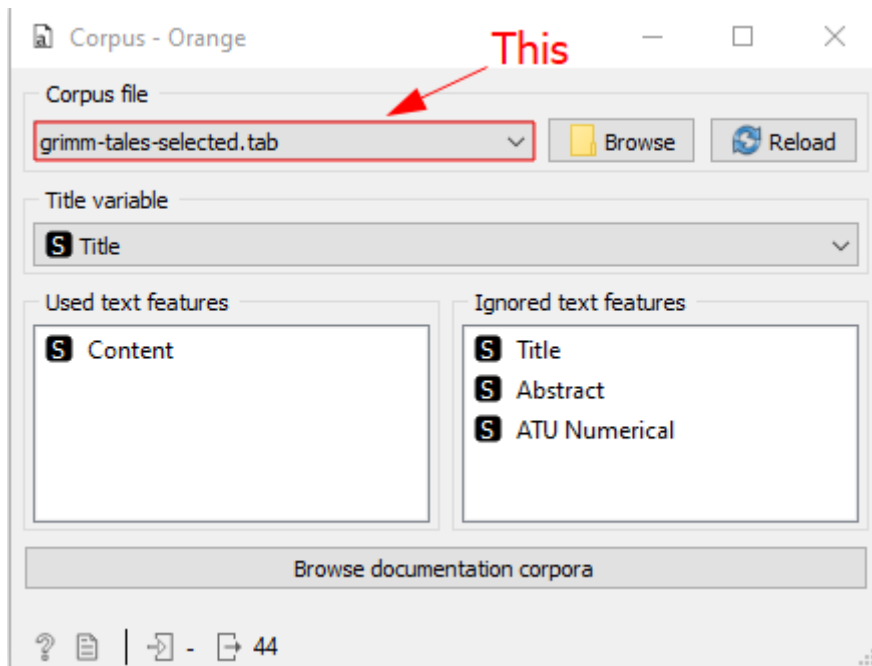 Corpus - Orange
This
Corpus file
grimm-tales-selected.tab
Browse
Reload
Title variable
S Title
Used text features
S Content
Ignored text features
S Title
S Abstract
S ATU Numerical
Browse documentation corpora
? - 44